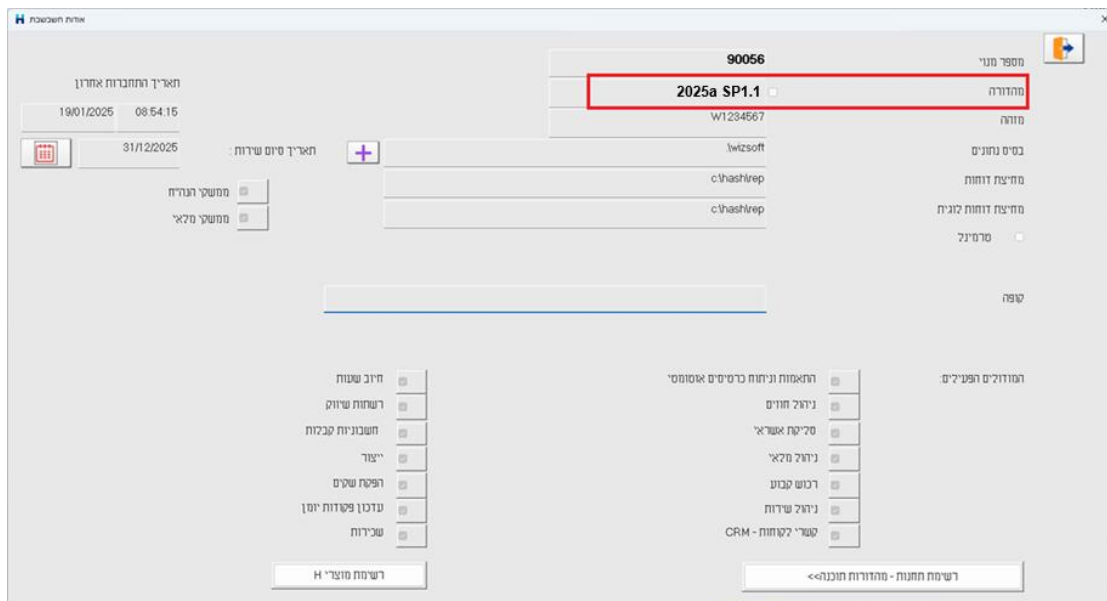 אודות חשבשבת
מספר מנוי 90056
תאריך התחברות אחרון
מהדורה 2025a SP1.1
19/01/2025 08:54:15
מזהה W1234567
בסיס נתונים .\wizsoft
תאריך סיום שירות : 31/12/2025
מחיצת דוחות c:\hash\rep
ממשקי הנה"ח
מחיצת דוחות לוגית c:\hash\rep
ממשקי מלאי
טרמינל
קופה
המודולים הפעילים:
התאמות וניתוח כרטיסים אוטומטי
חיוב שעות
ניהול חוזים
רשתות שיווק
סליקת אשראי
חשבוניות קבלות
ניהול מלאי
ייצור
רכוש קבוע
הפקת שקים
ניהול שירות
עדכון פקודות יומן
קשרי לקוחות - CRM
שכירות
רשימת תחנות - מהדורות תוכנה>>
רשימת מוצרי H